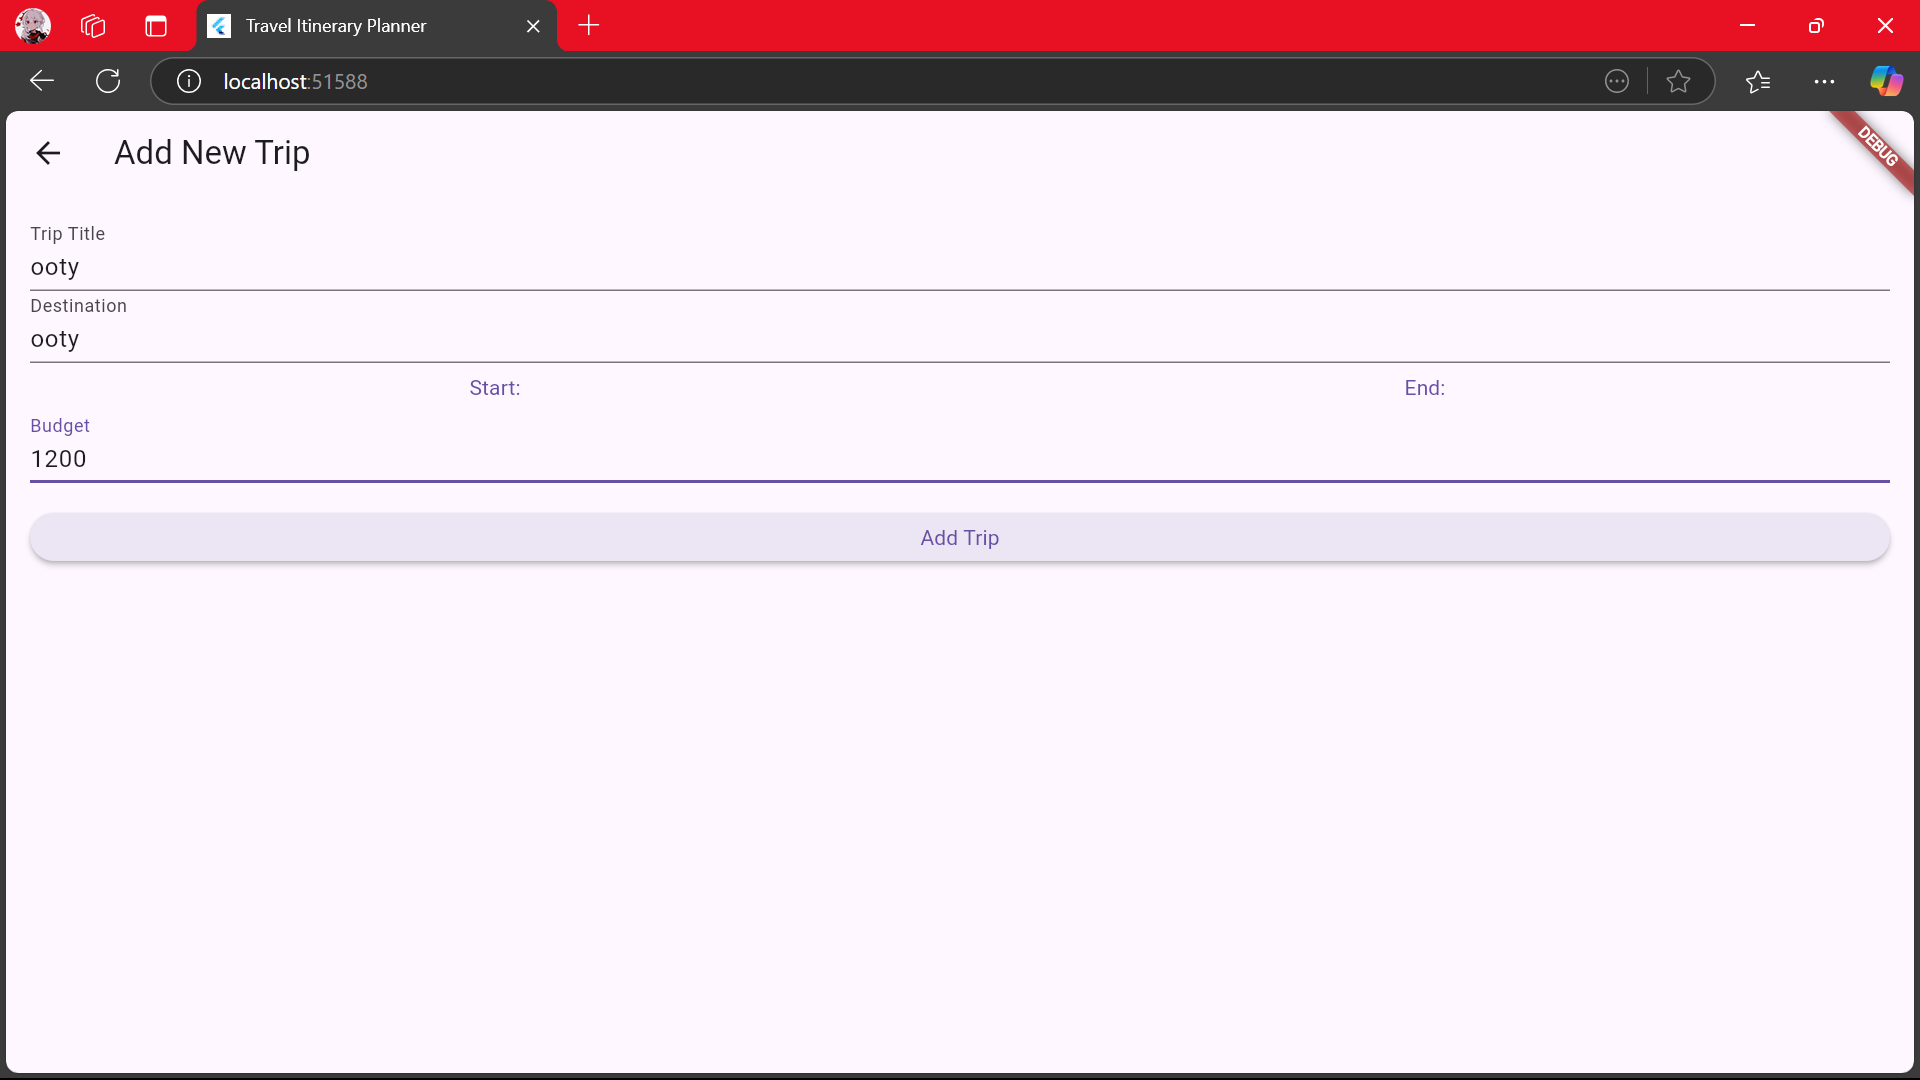 Travel Itinerary Planner
localhost:51588
Add New Trip
DEBUG
Trip Title
ooty
Destination
ooty
Start:
End:
Budget
1200
Add Trip